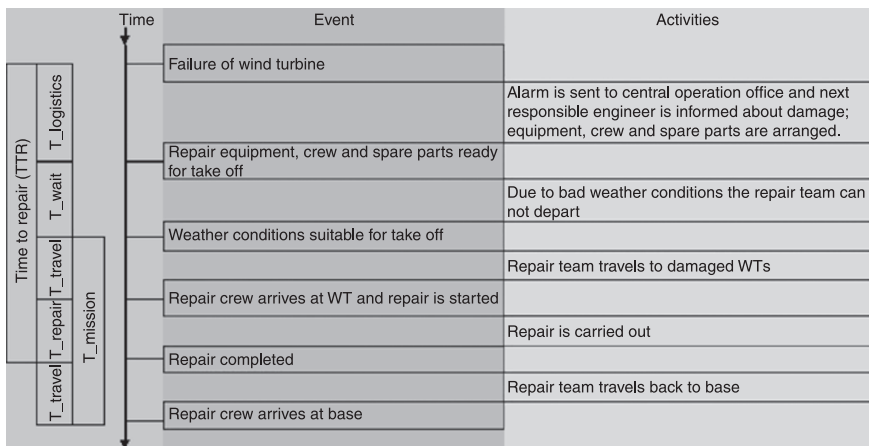 Time
Event
Activities
Failure of wind turbine
Alarm is sent to central operation office and next
responsible engineer is informed about damage;
equipment, crew and spare parts are arranged.
Repair equipment, crew and spare parts ready
for take off
Due to bad weather conditions the repair team can
not depart
Weather conditions suitable for take off
Repair team travels to damaged WTs
Repair crew arrives at WT and repair is started
Repair is carried out
Repair completed
Repair team travels back to base
Repair crew arrives at base
Time to repair (TTR)
T_logistics
T_wait
T_travel
T_repair
T_travel
T_mission